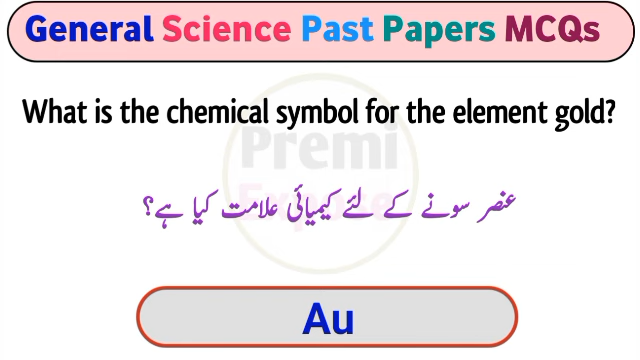 General Science Past Papers MCQs
What is the chemical symbol for the element gold?
Premi
عنصر سونے کے لئے کیمیائی علامت کیا ہے؟
Au